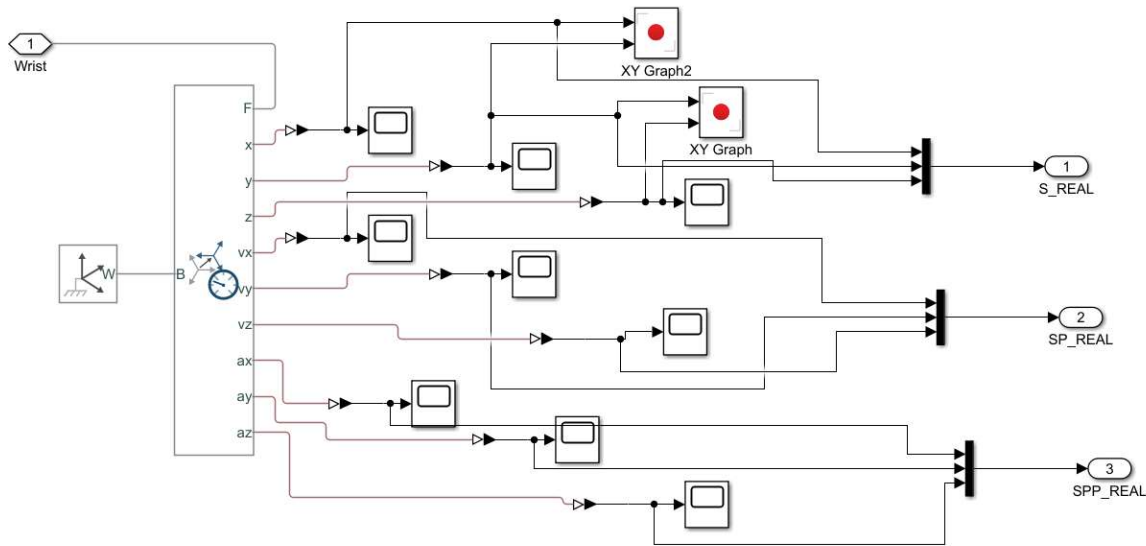 1
Wrist
XY Graph2
F
x
XY Graph
y
1
S_REAL
z
vx
W
B
vy
2
SP_REAL
vz
ax
ay
az
3
SPP_REAL